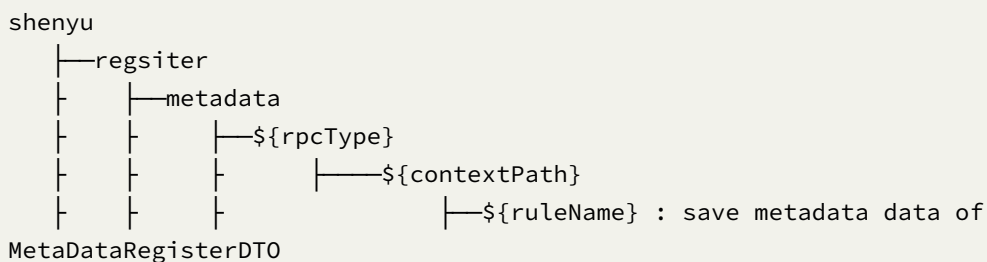 shenyu
   ├──regsiter
   ├    ├──metadata
   ├    ├     ├──${rpcType}
   ├    ├     ├      ├────${contextPath}
   ├    ├     ├               ├──${ruleName} : save metadata data of
MetaDataRegisterDTO